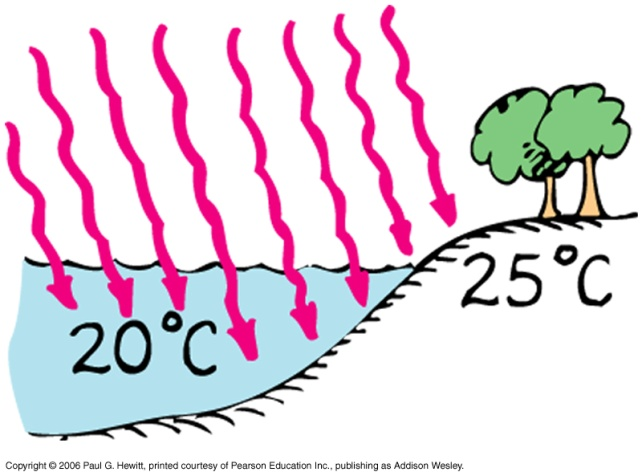 20°C
25°C
Copyright © 2006 Paul G. Hewitt, printed courtesy of Pearson Education Inc., publishing as Addison Wesley.